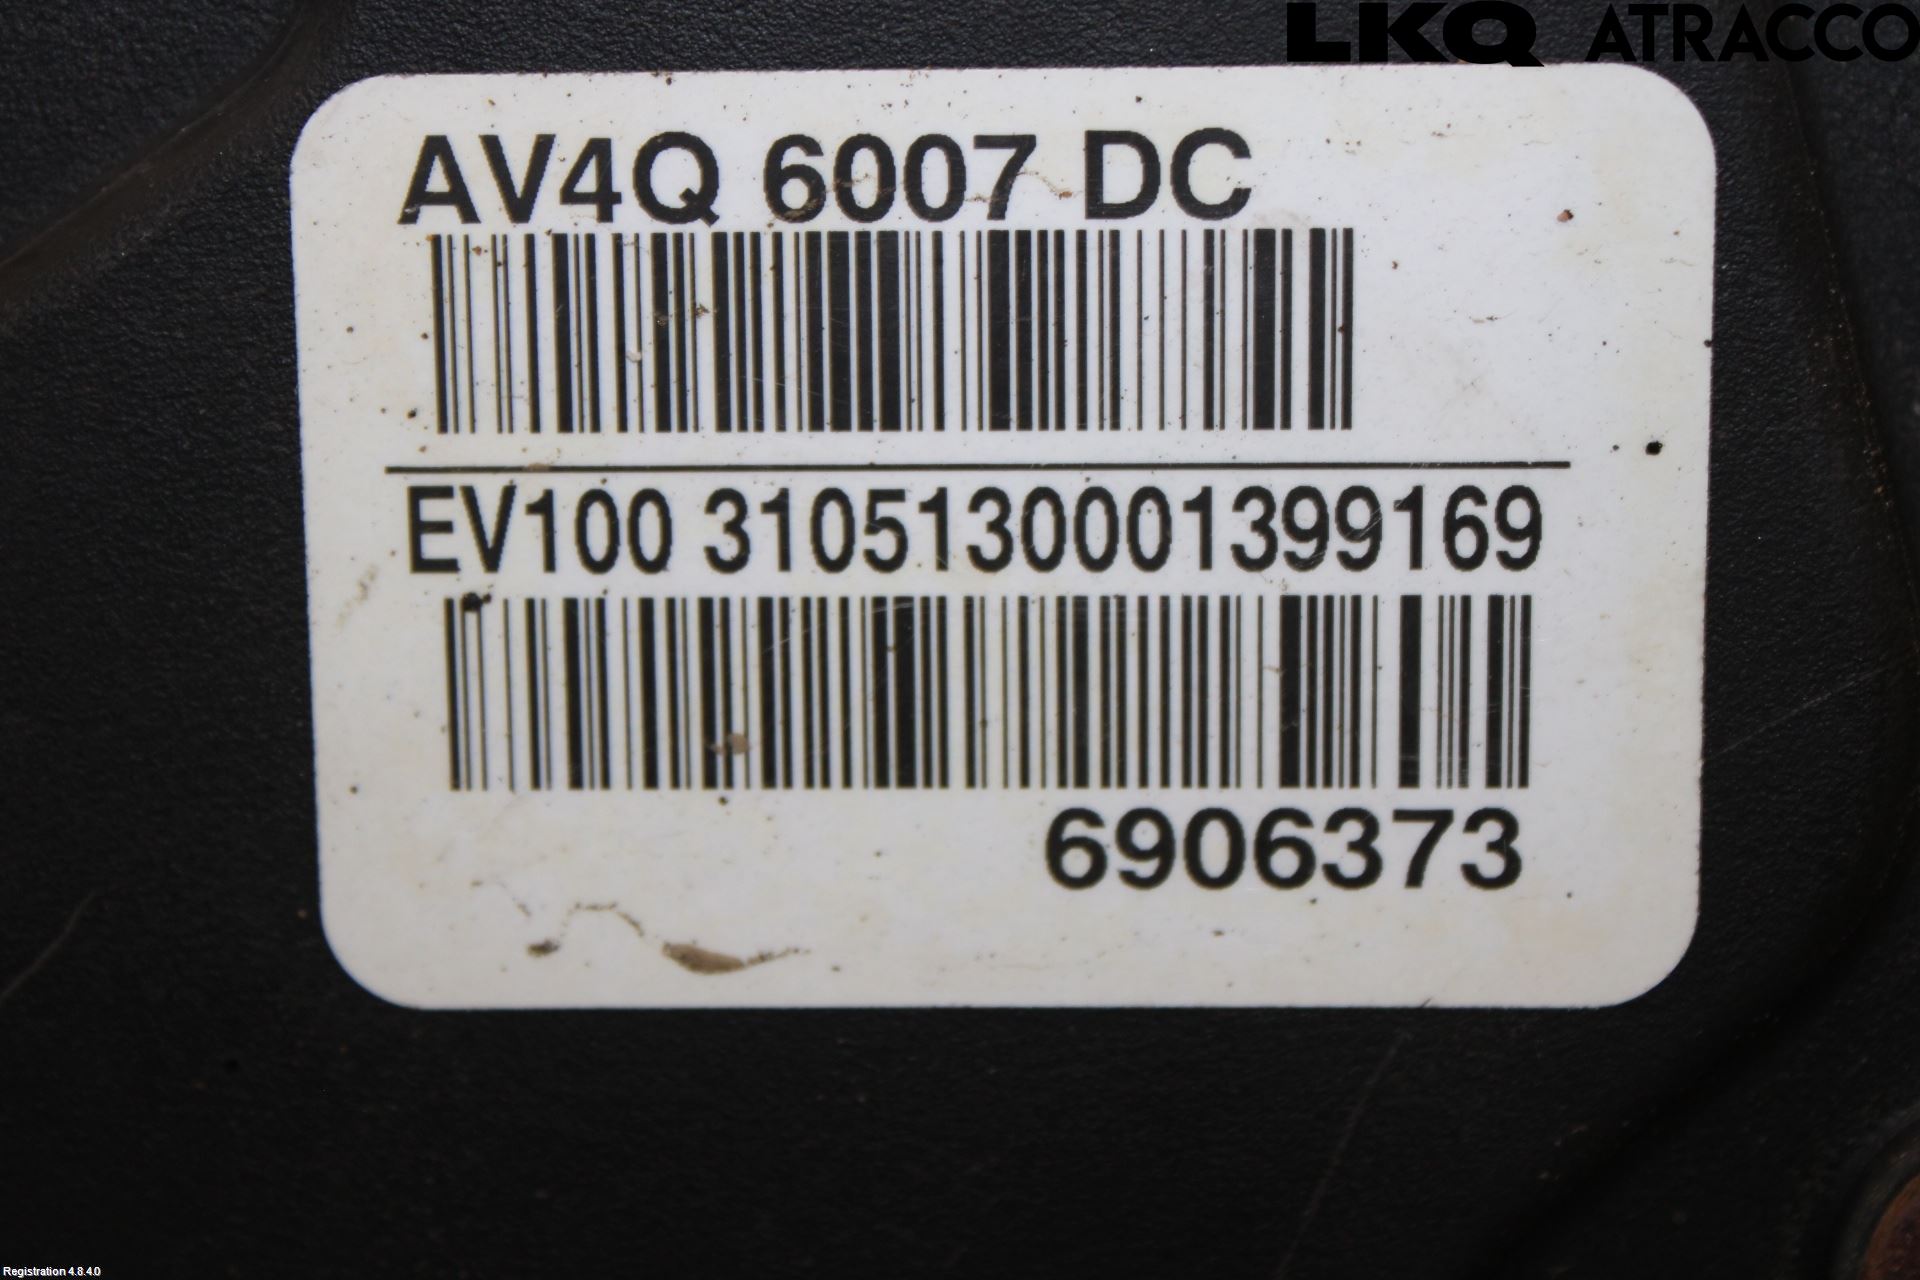 LKQ ATRACCO
AV4Q 6007 DC
EV100 3105130001399169
6906373
Registration 4.8.4.0